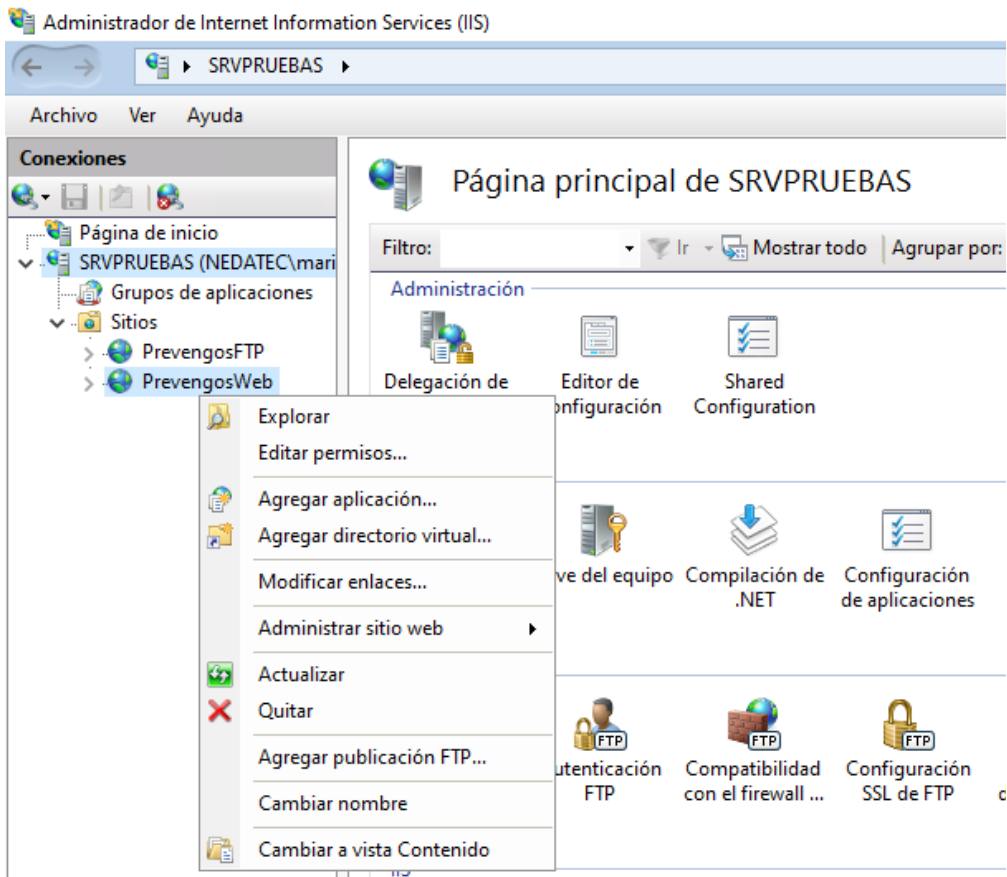 Administrador de Internet Information Services (IIS)
SRVPRUEBAS
Archivo Ver Ayuda
Conexiones
Página de inicio
SRVPRUEBAS (NEDATEC\mari
Grupos de aplicaciones
Sitios
PrevengosFTP
PrevengosWeb
Explorar
Editar permisos...
Agregar aplicación...
Agregar directorio virtual...
Modificar enlaces...
Administrar sitio web
Actualizar
Quitar
Agregar publicación FTP...
Cambiar nombre
Cambiar a vista Contenido
Página principal de SRVPRUEBAS
Filtro: Ir Mostrar todo Agrupar por:
Administración
Delegación de Editor de Shared
onfiguración Configuration
ve del equipo Compilación de Configuración
.NET de aplicaciones
FTP FTP FTP
utenticación Compatibilidad Configuración
FTP con el firewall ... SSL de FTP